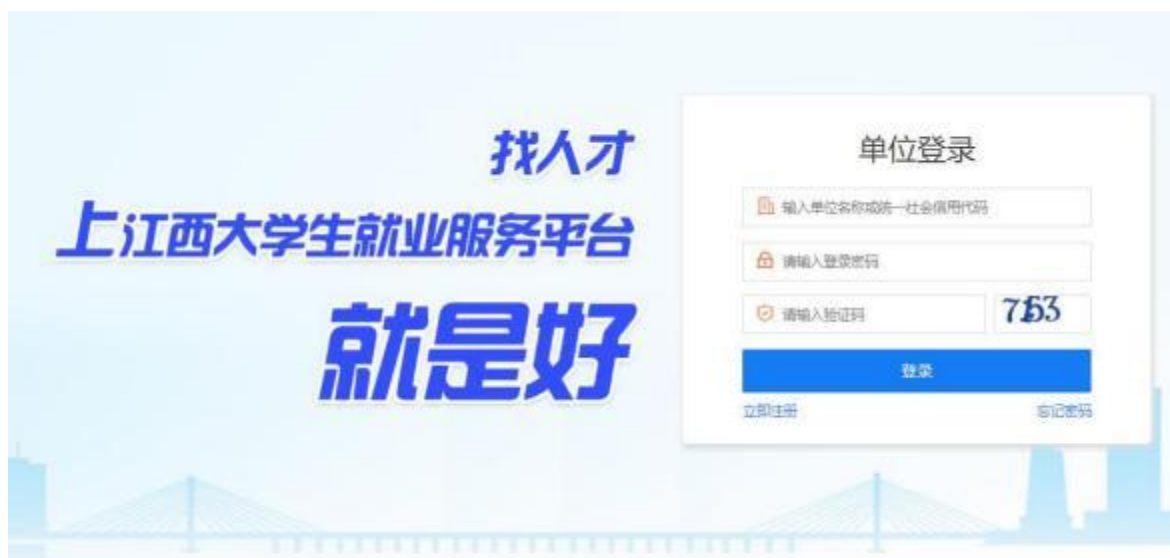 找人才
上江西大学生就业服务平台
就是好
单位登录
输入单位名称或统一社会信用代码
请输入登录密码
请输入验证码
7153
登录
立即注册
忘记密码